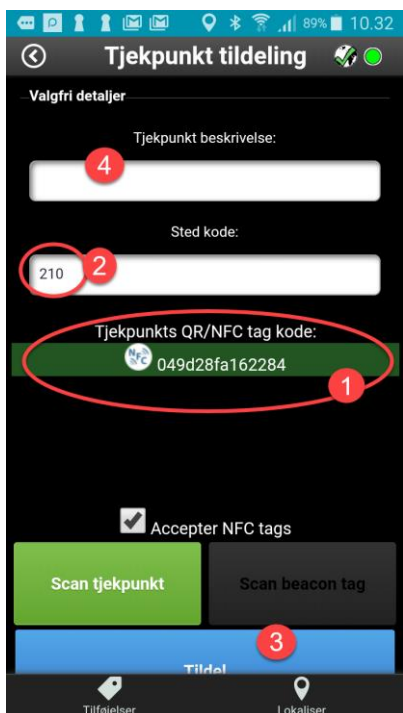 89% 10.32
Tjekpunkt tildeling
Valgfri detaljer
Tjekpunkt beskrivelse:
4
Sted kode:
210
2
Tjekpunkts QR/NFC tag kode:
NFC 049d28fa162284
1
Accepter NFC tags
Scan tjekpunkt
Scan beacon tag
3
Tildel
Tilføjelser
Lokaliser